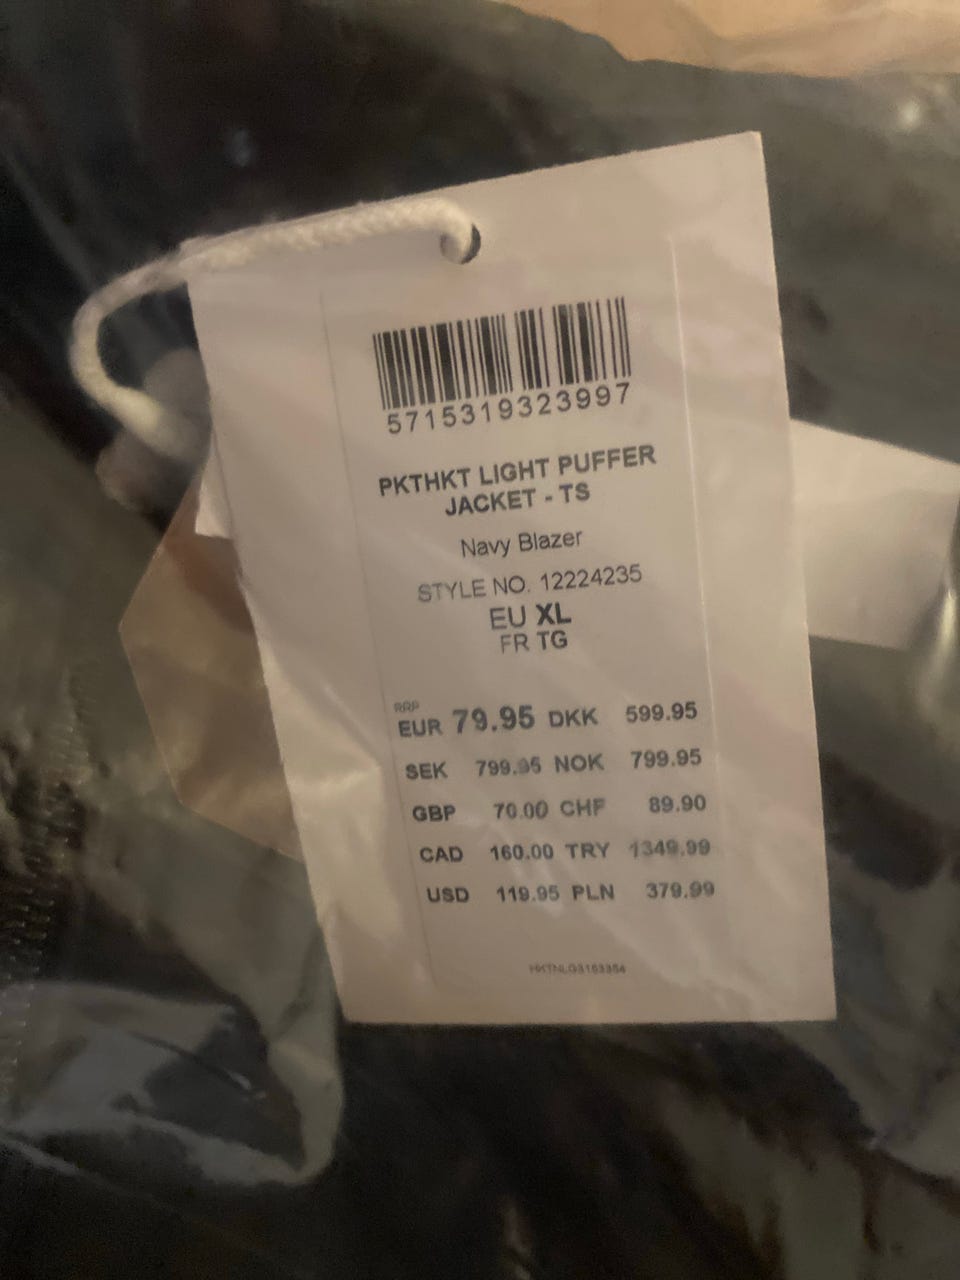 5715319323997
PKTHKT LIGHT PUFFER
JACKET - TS
Navy Blazer
STYLE NO. 12224235
EU XL
FR TG
RRP
EUR 79.95 DKK 599.95
SEK 799.95 NOK 799.95
GBP 70.00 CHF 89.90
CAD 160.00 TRY 1349.99
USD 119.95 PLN 379.99